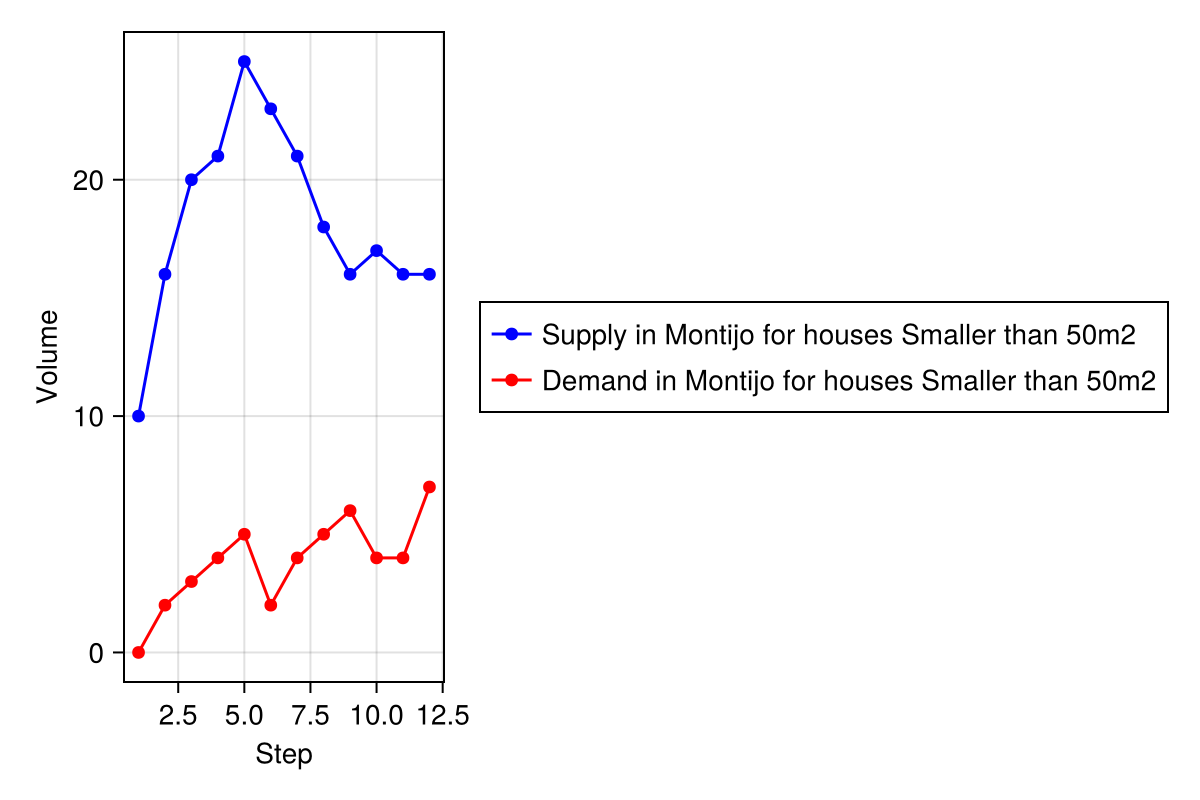 20
10
0
Volume
2.5 5.0 7.5 10.0 12.5
Step
Supply in Montijo for houses Smaller than 50m2
Demand in Montijo for houses Smaller than 50m2